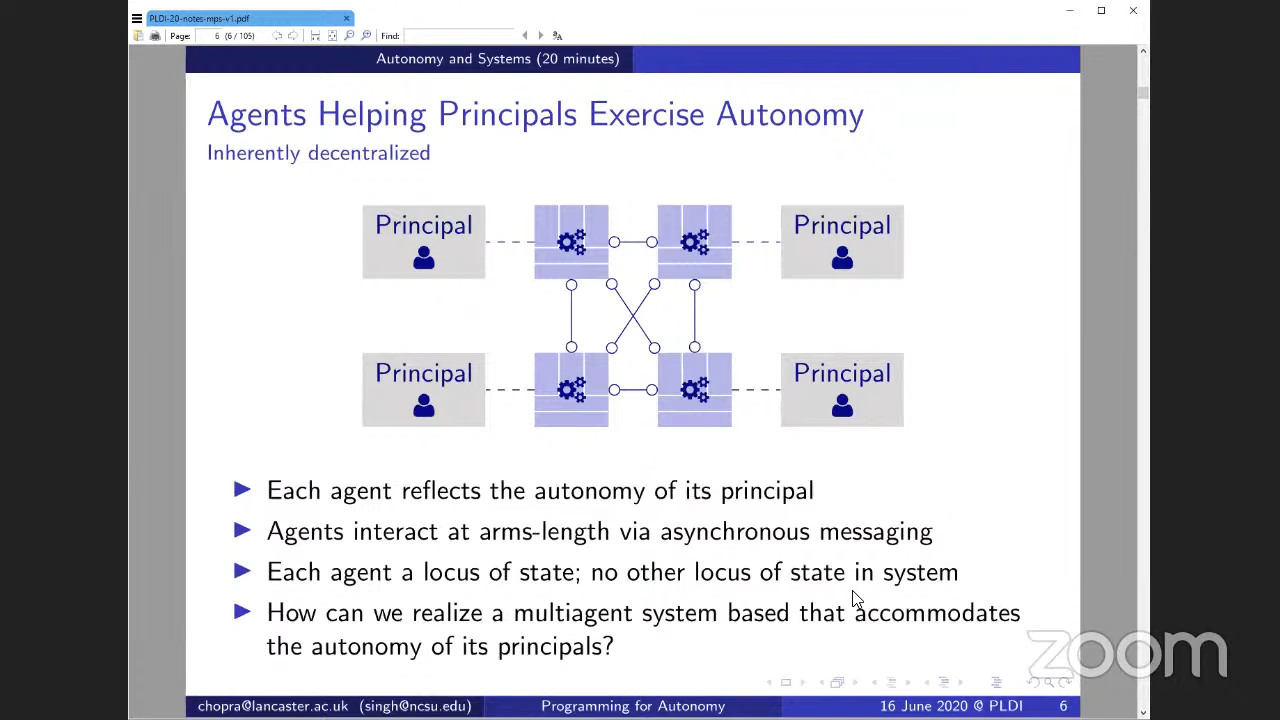 PLDI-20-notes-mps-v1.pdf
Page: 6 (6 / 105) Find:
Autonomy and Systems (20 minutes)
Agents Helping Principals Exercise Autonomy
Inherently decentralized
Principal Principal
Principal Principal
Each agent reflects the autonomy of its principal
Agents interact at arms-length via asynchronous messaging
Each agent a locus of state; no other locus of state in system
How can we realize a multiagent system based that accommodates
the autonomy of its principals?
zoom
chopra@lancaster.ac.uk (singh@ncsu.edu) Programming for Autonomy 16 June 2020 @ PLDI 6